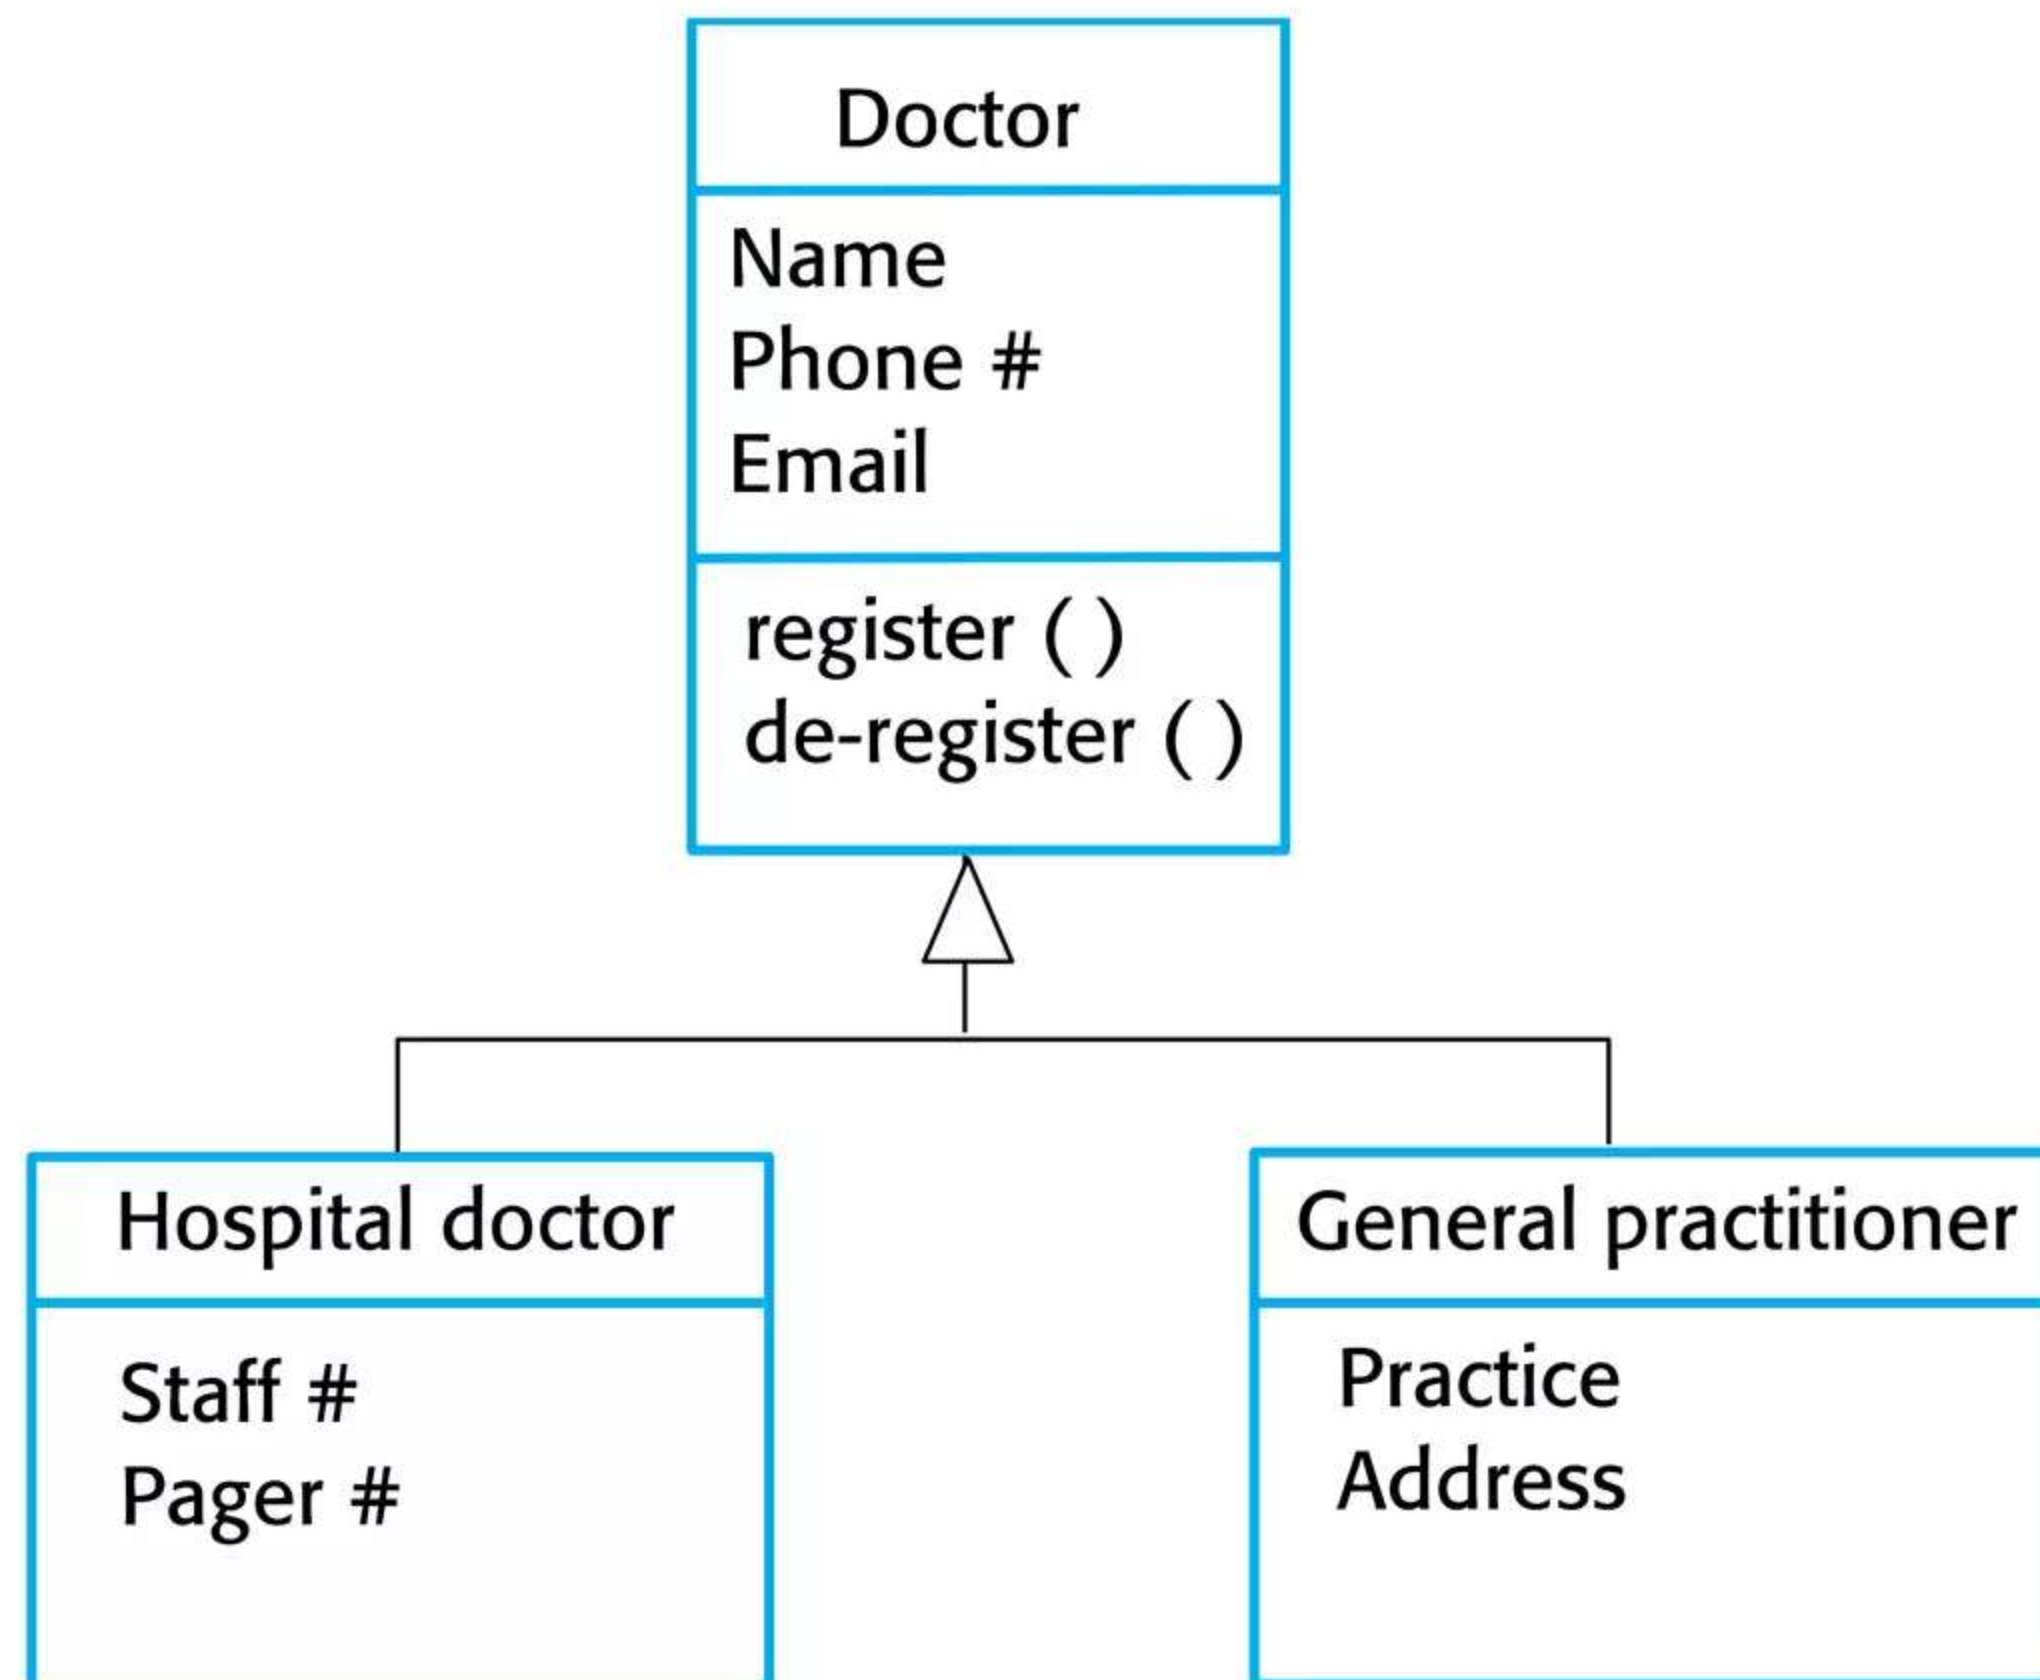 Doctor
Name
Phone #
Email
register ( )
de-register ( )
Hospital doctor
Staff #
Pager #
General practitioner
Practice
Address